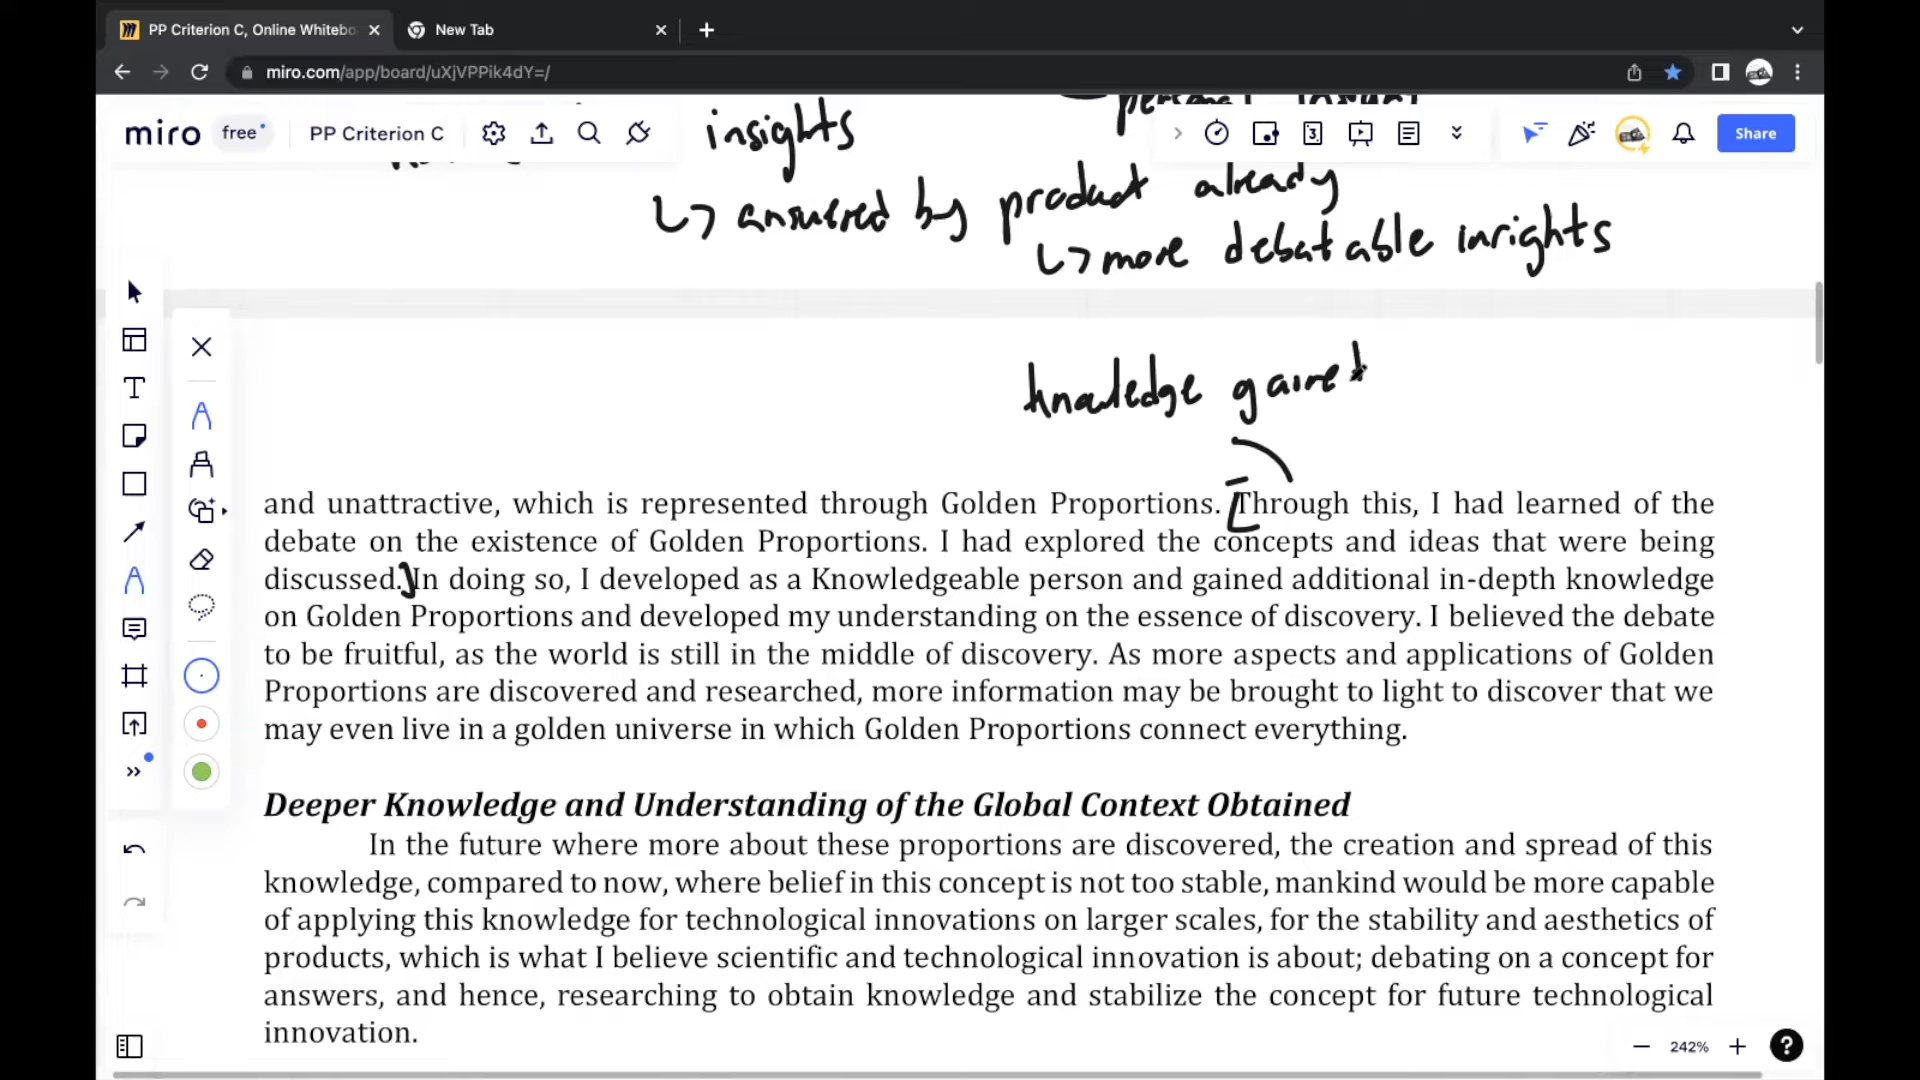 PP Criterion C, Online Whitebo
New Tab
miro.com/app/board/uXjVPPik4dY=/
personal insight
miro free PP Criterion C
insights
3
Share
answered by product already
more debatable insights
knowledge gained
and unattractive, which is represented through Golden Proportions. Through this, I had learned of the
debate on the existence of Golden Proportions. I had explored the concepts and ideas that were being
discussed. In doing so, I developed as a Knowledgeable person and gained additional in-depth knowledge
on Golden Proportions and developed my understanding on the essence of discovery. I believed the debate
to be fruitful, as the world is still in the middle of discovery. As more aspects and applications of Golden
Proportions are discovered and researched, more information may be brought to light to discover that we
may even live in a golden universe in which Golden Proportions connect everything.
Deeper Knowledge and Understanding of the Global Context Obtained
In the future where more about these proportions are discovered, the creation and spread of this
knowledge, compared to now, where belief in this concept is not too stable, mankind would be more capable
of applying this knowledge for technological innovations on larger scales, for the stability and aesthetics of
products, which is what I believe scientific and technological innovation is about; debating on a concept for
answers, and hence, researching to obtain knowledge and stabilize the concept for future technological
innovation.
242%